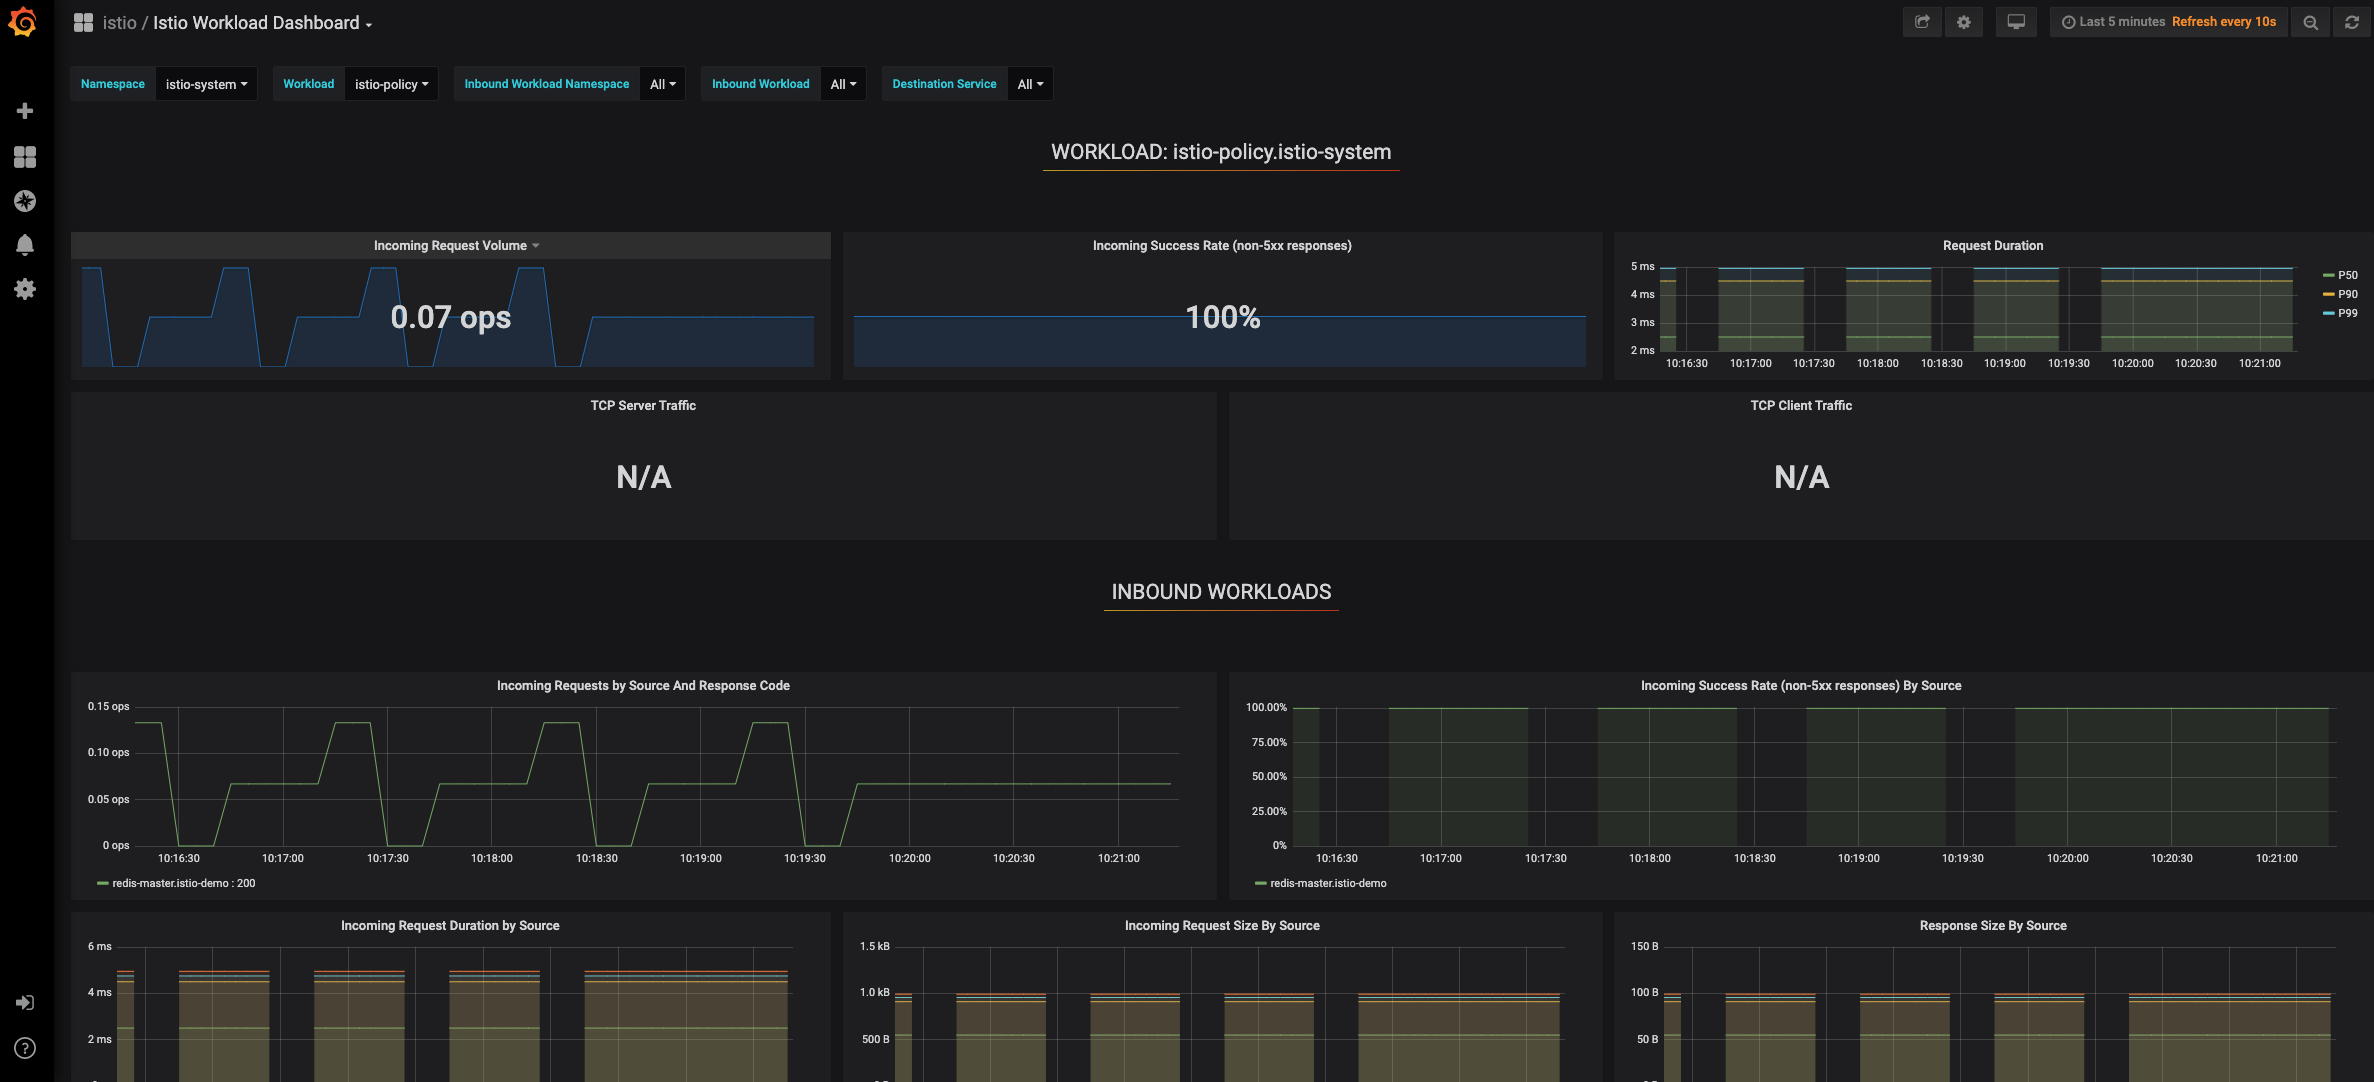 istio / Istio Workload Dashboard
Last 5 minutes Refresh every 10s
Namespace istio-system Workload istio-policy Inbound Workload Namespace All Inbound Workload All Destination Service All
WORKLOAD: istio-policy.istio-system
Incoming Request Volume
0.07 ops
Incoming Success Rate (non-5xx responses)
100%
Request Duration
5 ms
4 ms
3 ms
2 ms
10:16:30 10:17:00 10:17:30 10:18:00 10:18:30 10:19:00 10:19:30 10:20:00 10:20:30 10:21:00
P50
P90
P99
TCP Server Traffic
N/A
TCP Client Traffic
N/A
INBOUND WORKLOADS
Incoming Requests by Source And Response Code
0.15 ops
0.10 ops
0.05 ops
0 ops
10:16:30 10:17:00 10:17:30 10:18:00 10:18:30 10:19:00 10:19:30 10:20:00 10:20:30 10:21:00
redis-master.istio-demo : 200
Incoming Success Rate (non-5xx responses) By Source
100.00%
75.00%
50.00%
25.00%
0%
10:16:30 10:17:00 10:17:30 10:18:00 10:18:30 10:19:00 10:19:30 10:20:00 10:20:30 10:21:00
redis-master.istio-demo
Incoming Request Duration by Source
6 ms
4 ms
2 ms
Incoming Request Size By Source
1.5 kB
1.0 kB
500 B
Response Size By Source
150 B
100 B
50 B